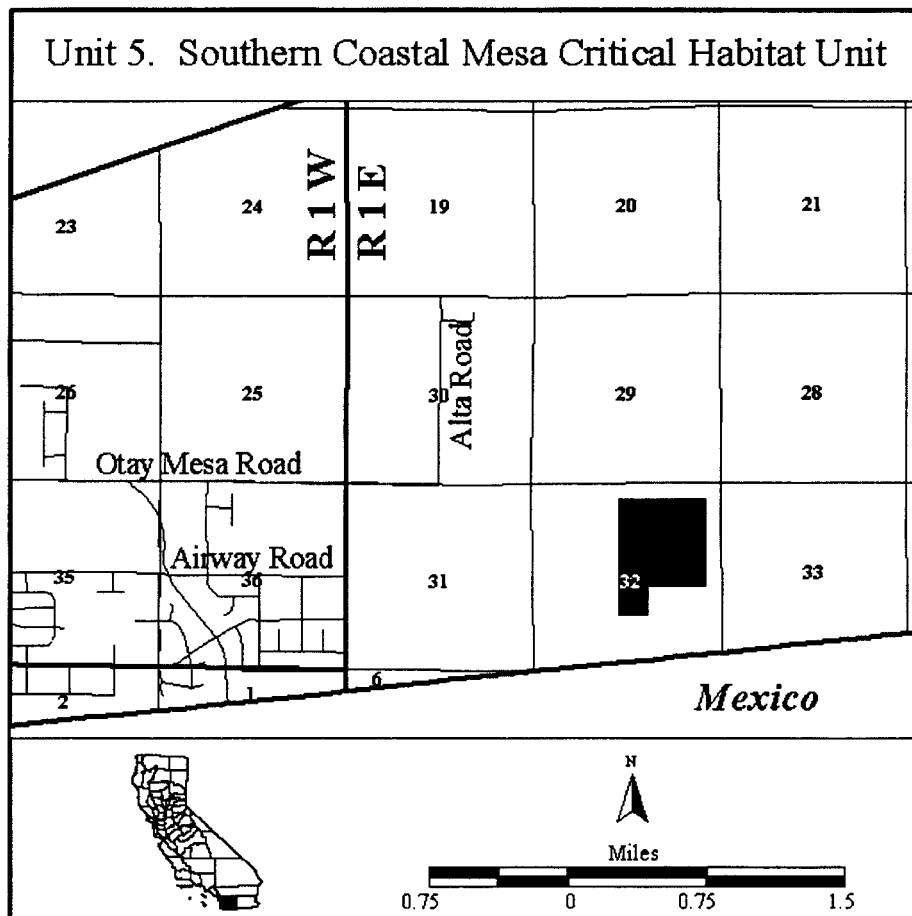 Unit 5. Southern Coastal Mesa Critical Habitat Unit
R 1 W
R 1 E
23
24
19
20
21
26
25
30
29
28
Alta Road
Otay Mesa Road
Airway Road
35
36
31
32
33
2
1
6
Mexico
N
Miles
0.75 0 0.75 1.5